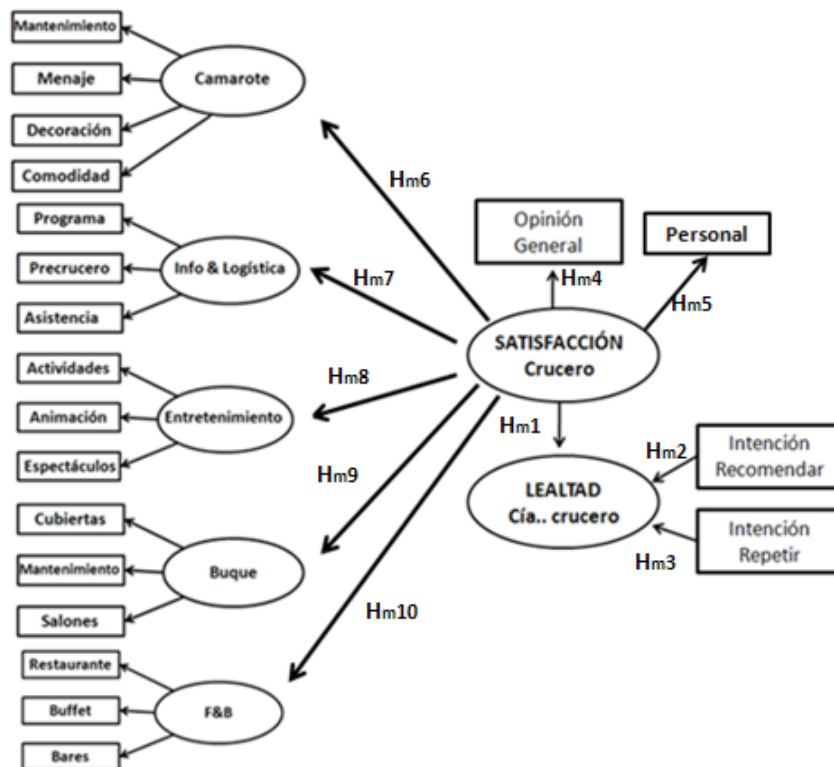 Mantenimiento
Menaje
Decoración
Comodidad
Camarote
Programa
Precrucero
Asistencia
Info & Logística
Actividades
Animación
Espectáculos
Entretenimiento
Cubiertas
Mantenimiento
Salones
Buque
Restaurante
Buffet
Bares
F&B
Hm6
Hm7
Hm8
Hm9
Hm10
Opinión
General
Personal
Hm4
Hm5
SATISFACCIÓN
Crucero
Hm1
LEALTAD
Cía.. crucero
Hm2
Intención
Recomendar
Hm3
Intención
Repetir